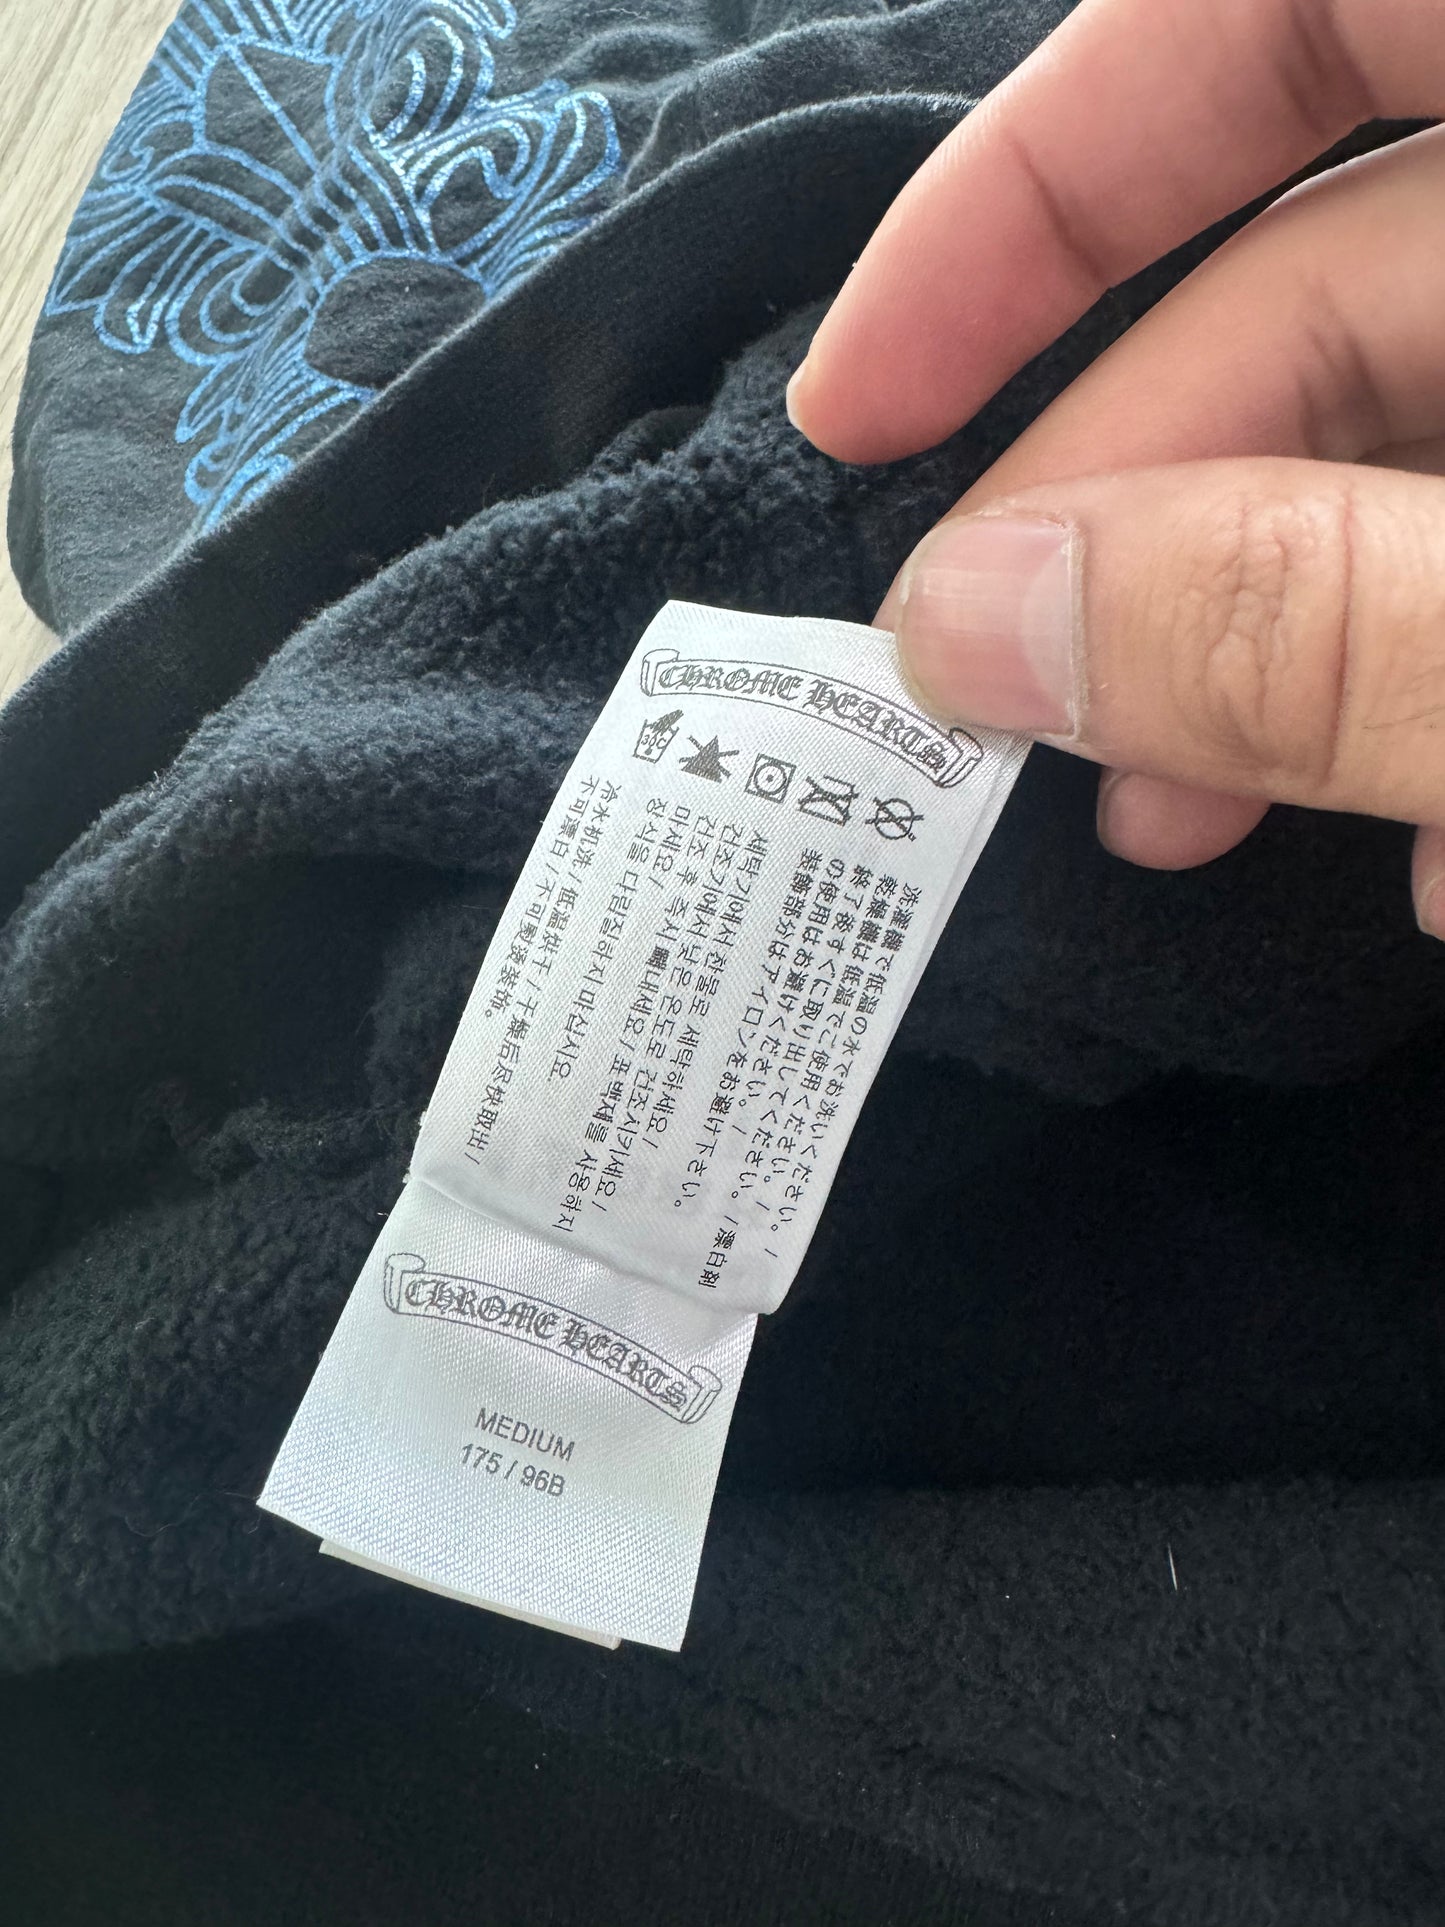 CHROME HEARTS
30C
洗濯機で低温の水でお洗いください。/
乾燥機は低温でご使用ください。/
終了後すぐに取り出してください。/漂白剤
の使用はお避けください。/
装飾部分はアイロンをお避け下さい。
세탁기에서 찬물로 세탁하세요/
건조기에서 낮은 온도로 건조시키세요/
건조 후 즉시 꺼내세요/표백제를 사용하지
마세요/
장식을 다림질하지 마십시오.
冷水机洗/低温烘干/干燥后尽快取出/
不可漂白/不可熨烫装饰。
CHROME HEARTS
MEDIUM
175 / 96B